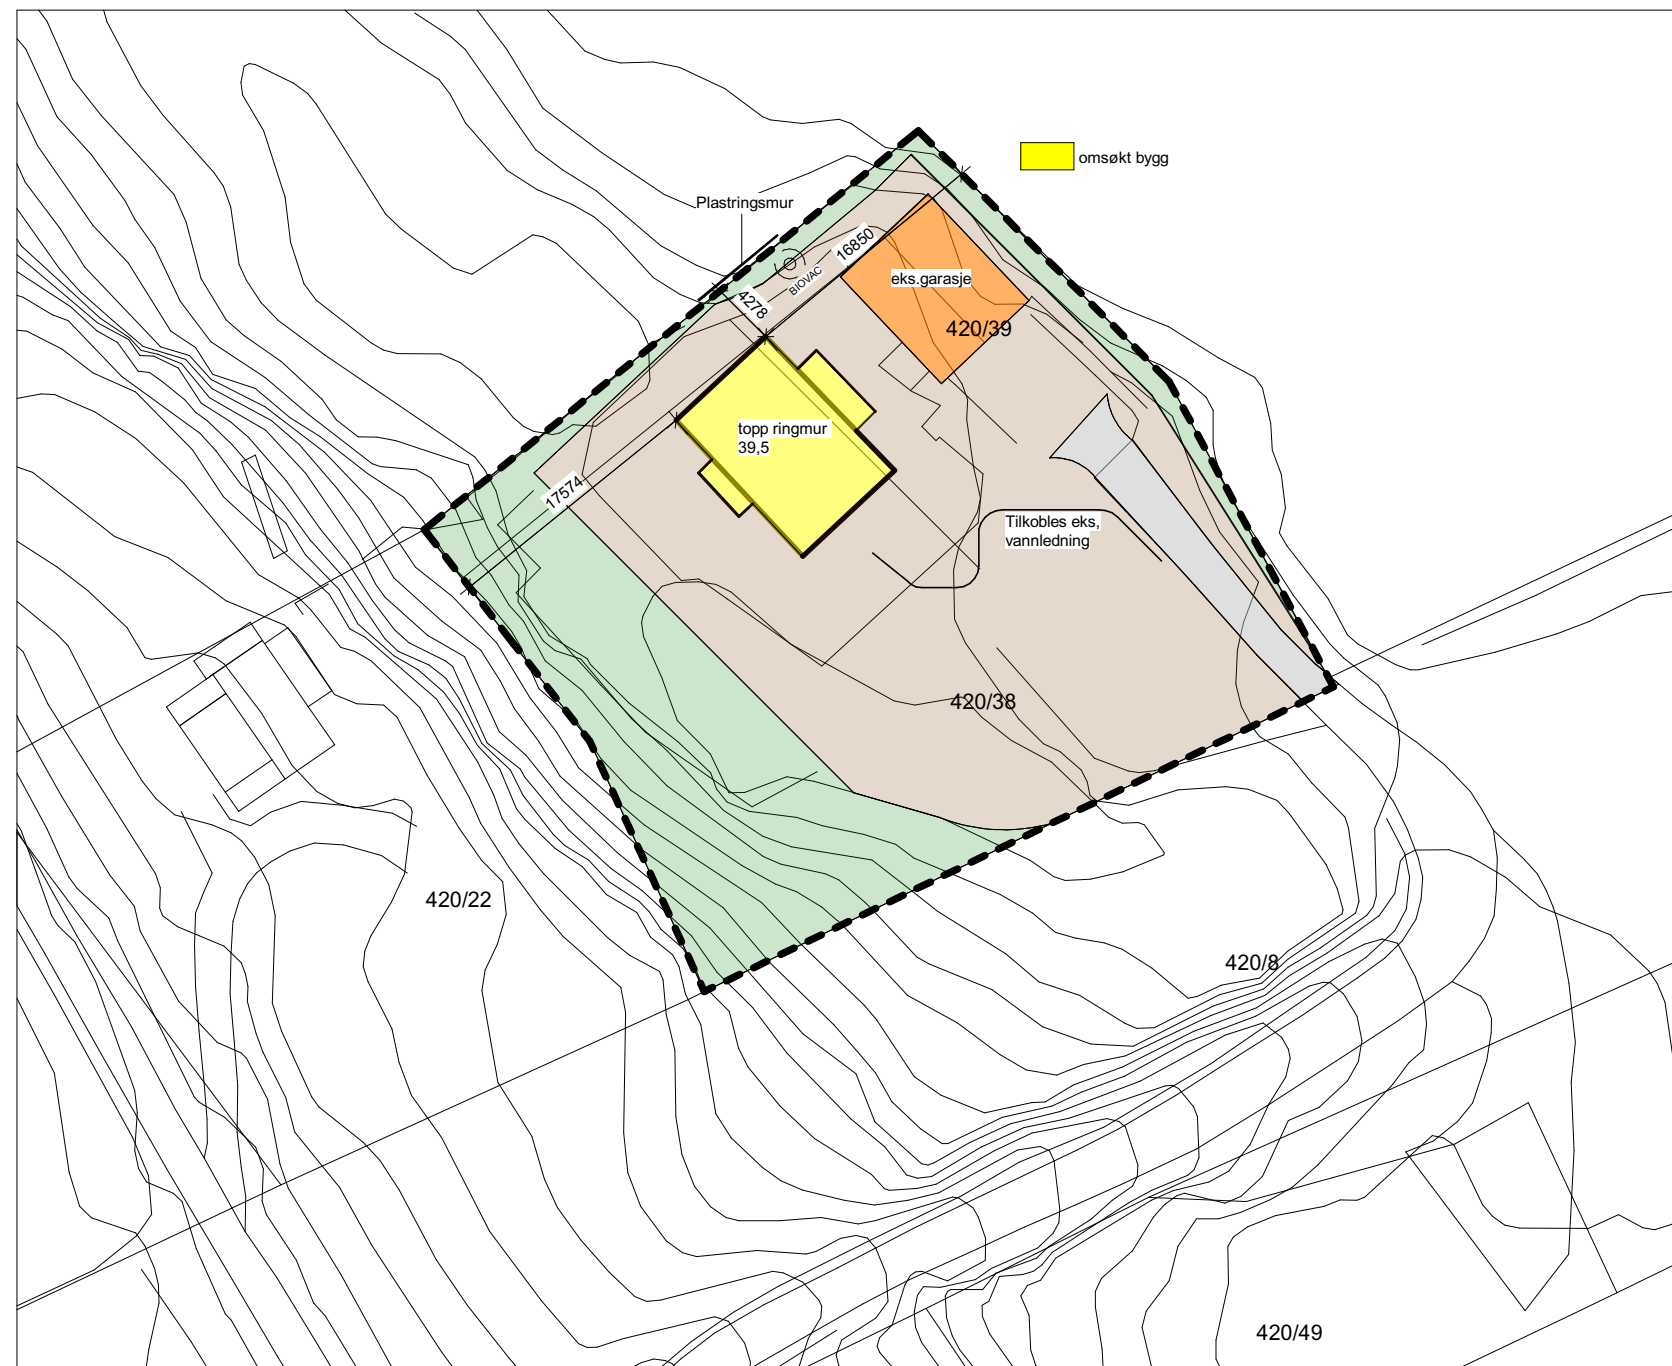 omsøkt bygg
Plastringsmur
16850
BIOVAC
4278
eks.garasje
420/39
topp ringmur
39,5
17574
Tilkobles eks,
vannledning
420/38
420/22
420/8
420/49